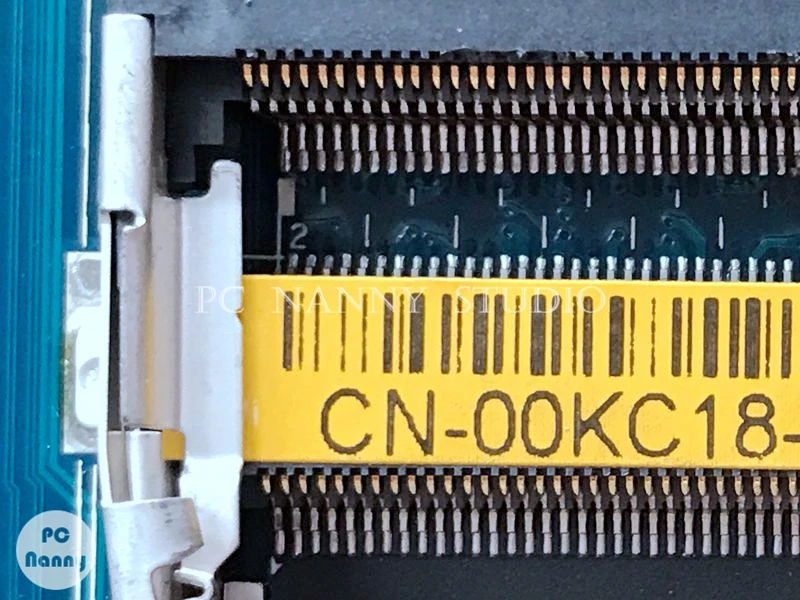 2
PC NANNY STUDIO
CN-00KC18-
PC
Nanny